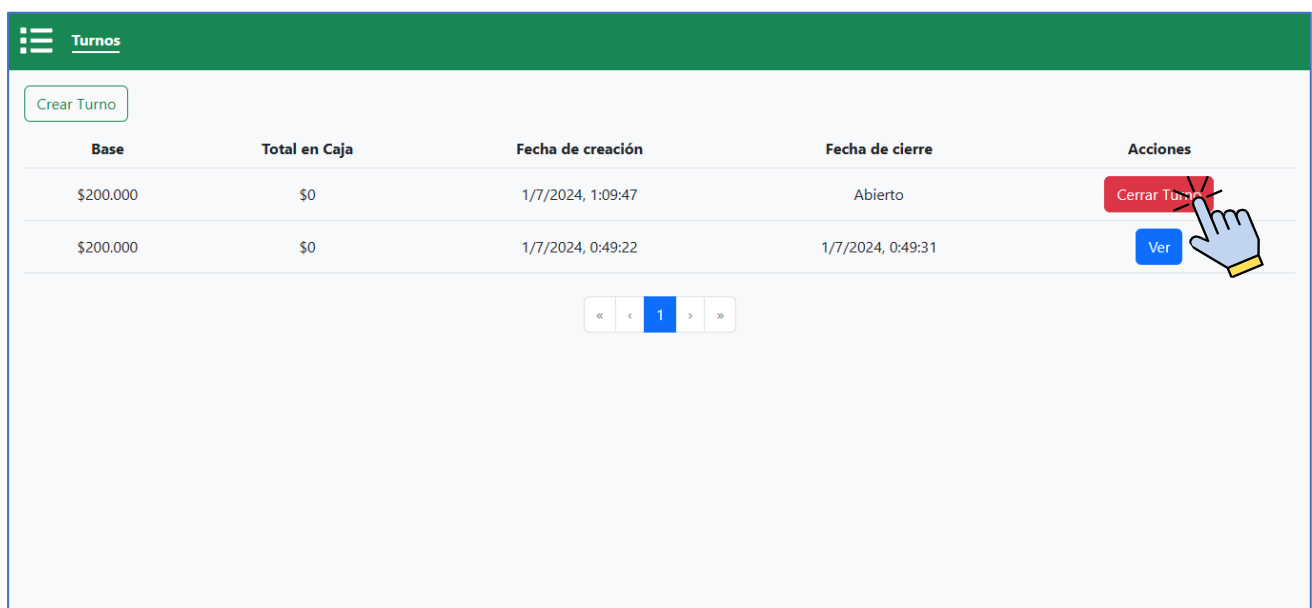 Turnos
Crear Turno
Base Total en Caja Fecha de creación Fecha de cierre Acciones
$200.000 $0 1/7/2024, 1:09:47 Abierto Cerrar Turno
$200.000 $0 1/7/2024, 0:49:22 1/7/2024, 0:49:31 Ver
« ‹ 1 › »